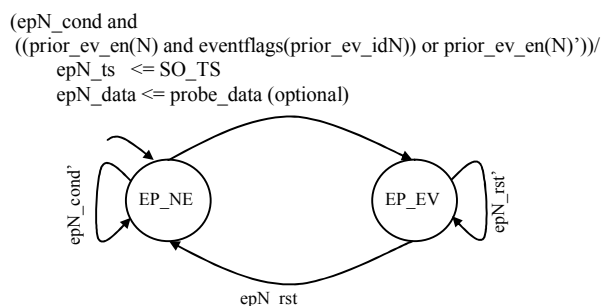 (epN_cond and
((prior_ev_en(N) and eventflags(prior_ev_idN)) or prior_ev_en(N)’))/
epN_ts <= SO_TS
epN_data <= probe_data (optional)
epN_cond’
EP_NE
EP_EV
epN_rst’
epN_rst